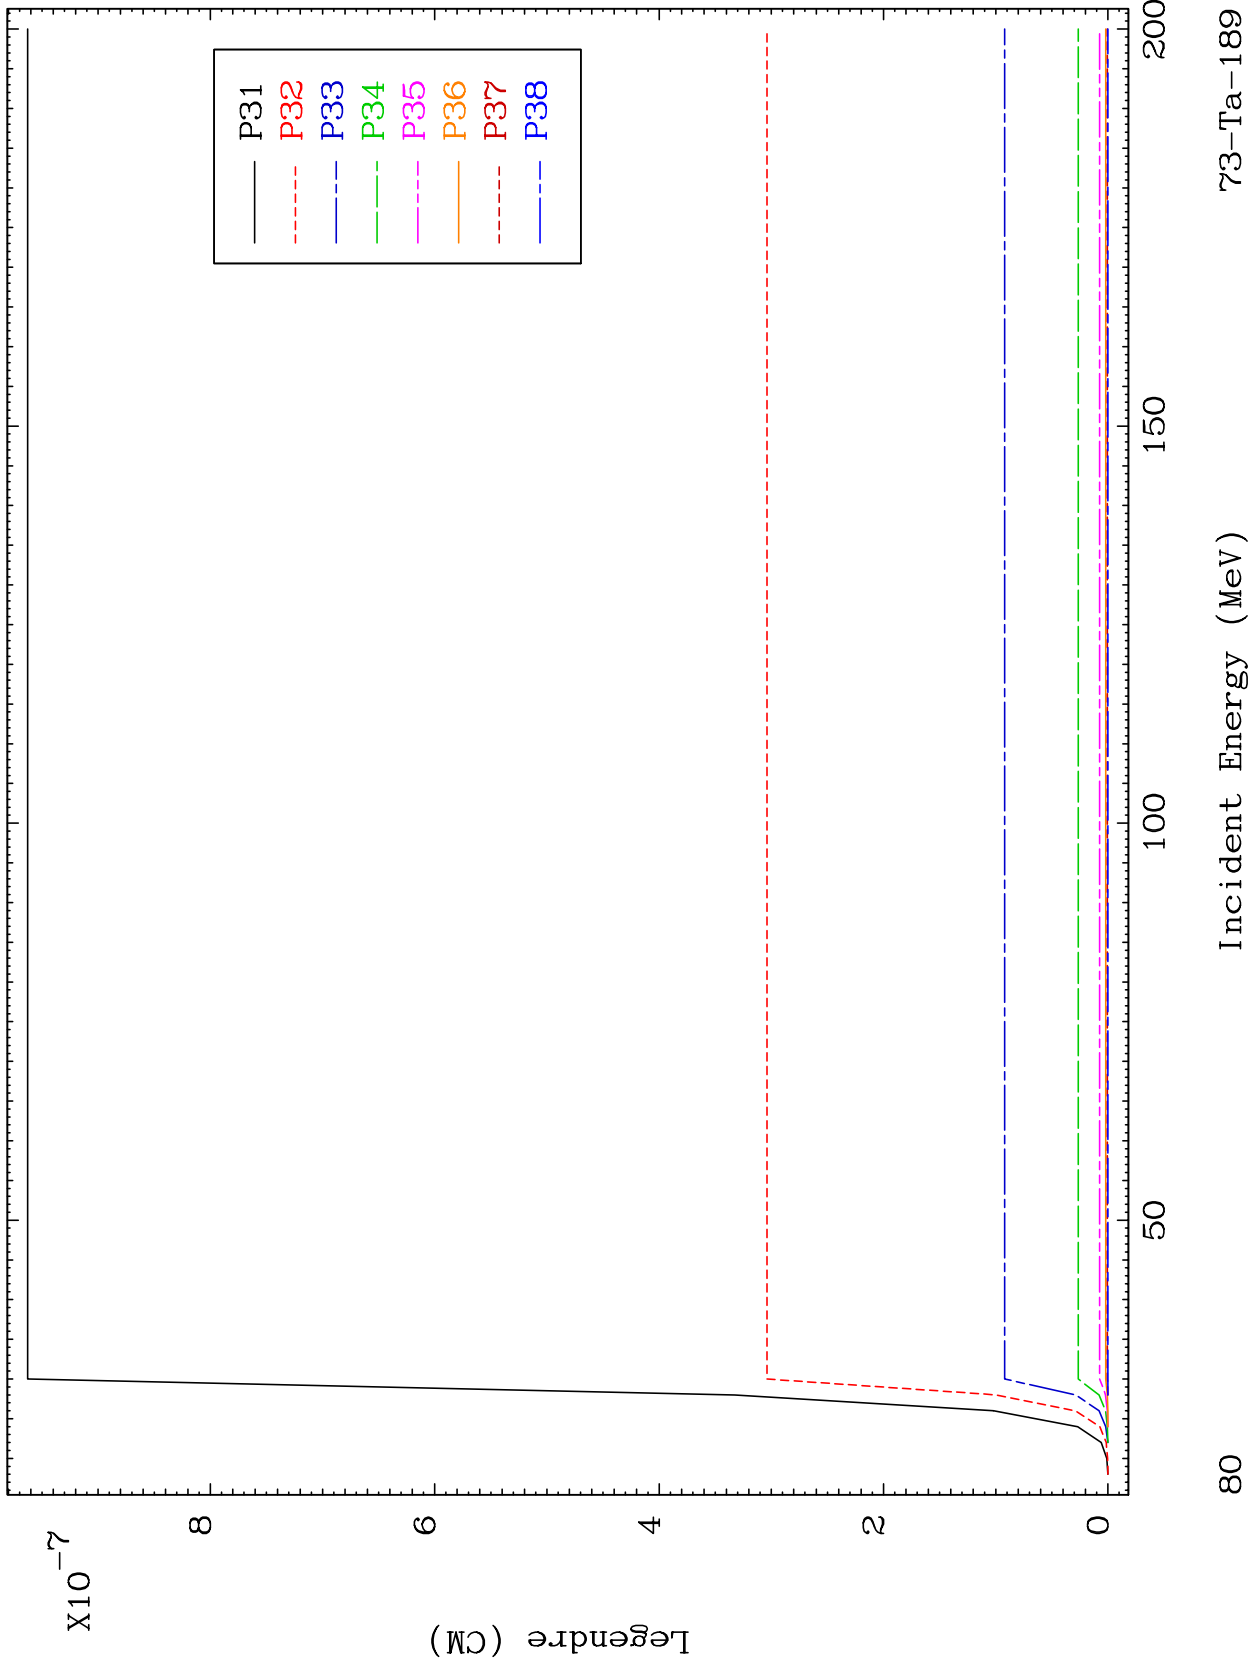 X10-7
8
6
4
2
0
Legendre (CM)
P31
P32
P33
P34
P35
P36
P37
P38
50
100
150
200
Incident Energy (MeV)
80
73-Ta-189